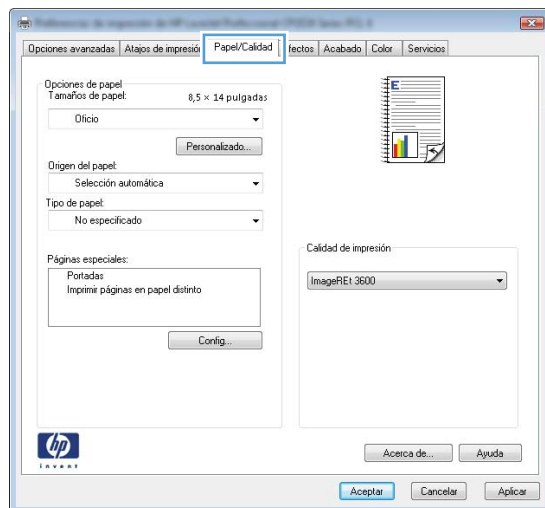 Opciones avanzadas Atajos de impresió Papel/Calidad fectos Acabado Color Servicios
Opciones de papel
Tamaños de papel: 8,5 × 14 pulgadas
Oficio
Personalizado...
Origen del papel:
Selección automática
Tipo de papel:
No especificado
Páginas especiales:
Portadas
Imprimir páginas en papel distinto
Config...
E
Calidad de impresión
ImageREt 3600
hp
invent
Acerca de... Ayuda
Aceptar Cancelar Aplicar